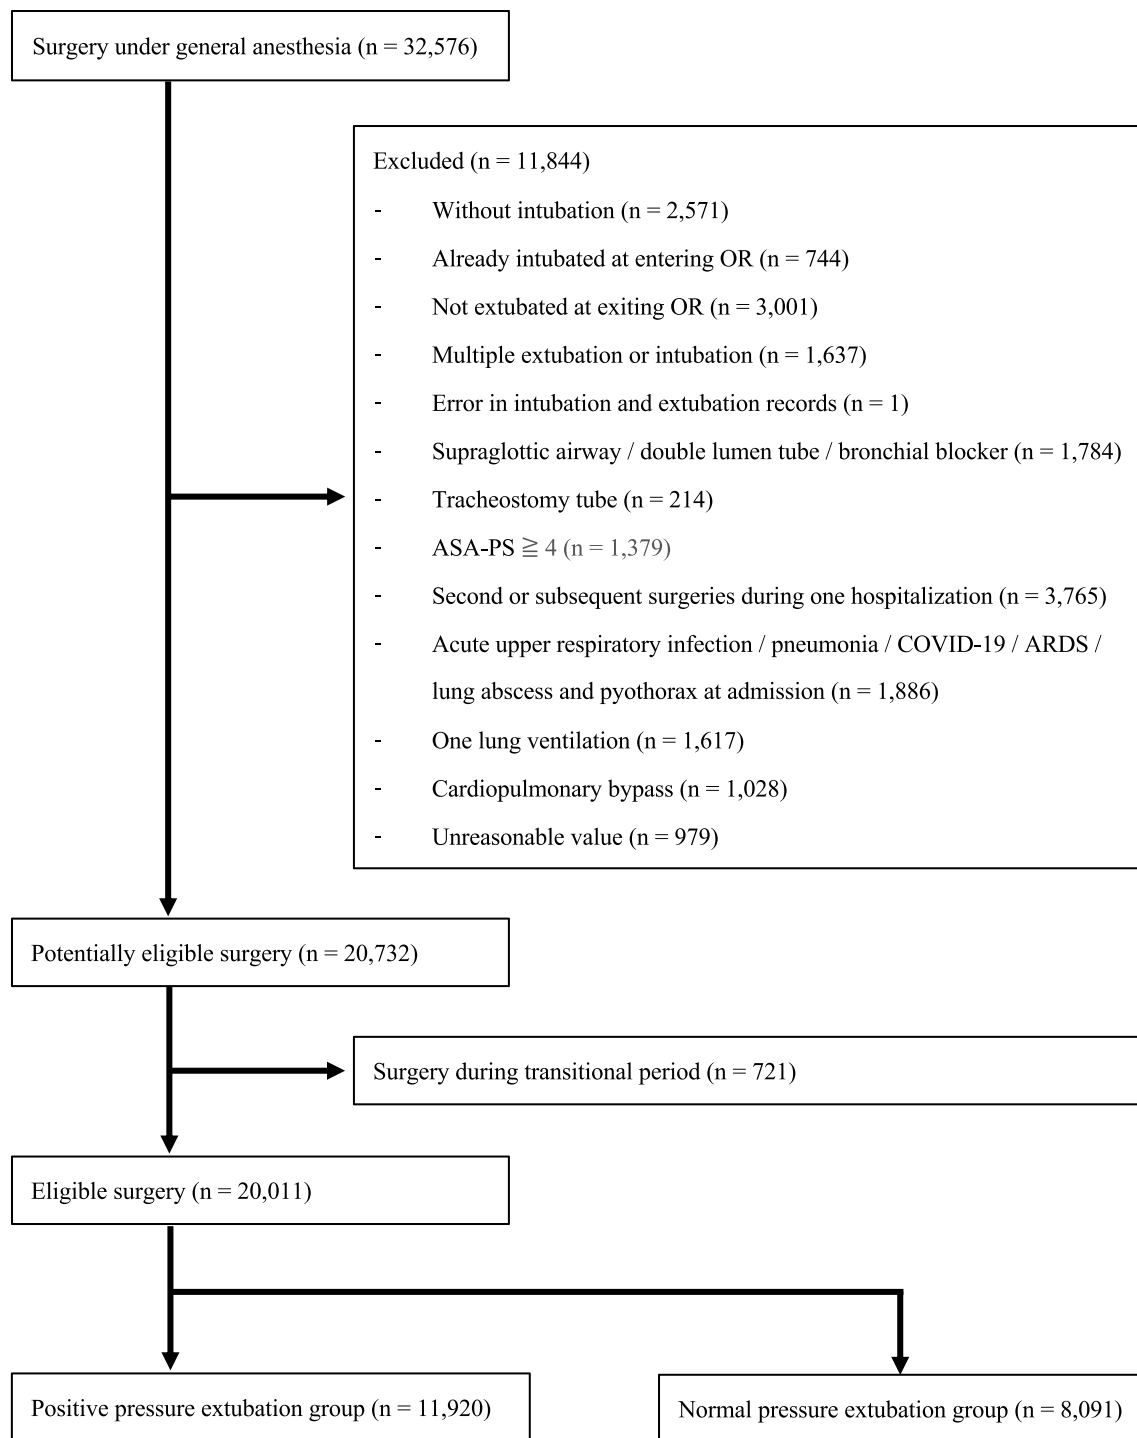 Surgery under general anesthesia (n = 32,576)
Excluded (n = 11,844)
- Without intubation (n = 2,571)
- Already intubated at entering OR (n = 744)
- Not extubated at exiting OR (n = 3,001)
- Multiple extubation or intubation (n = 1,637)
- Error in intubation and extubation records (n = 1)
- Supraglottic airway / double lumen tube / bronchial blocker (n = 1,784)
- Tracheostomy tube (n = 214)
- ASA-PS ≧ 4 (n = 1,379)
- Second or subsequent surgeries during one hospitalization (n = 3,765)
- Acute upper respiratory infection / pneumonia / COVID-19 / ARDS /
lung abscess and pyothorax at admission (n = 1,886)
- One lung ventilation (n = 1,617)
- Cardiopulmonary bypass (n = 1,028)
- Unreasonable value (n = 979)
Potentially eligible surgery (n = 20,732)
Surgery during transitional period (n = 721)
Eligible surgery (n = 20,011)
Positive pressure extubation group (n = 11,920)
Normal pressure extubation group (n = 8,091)